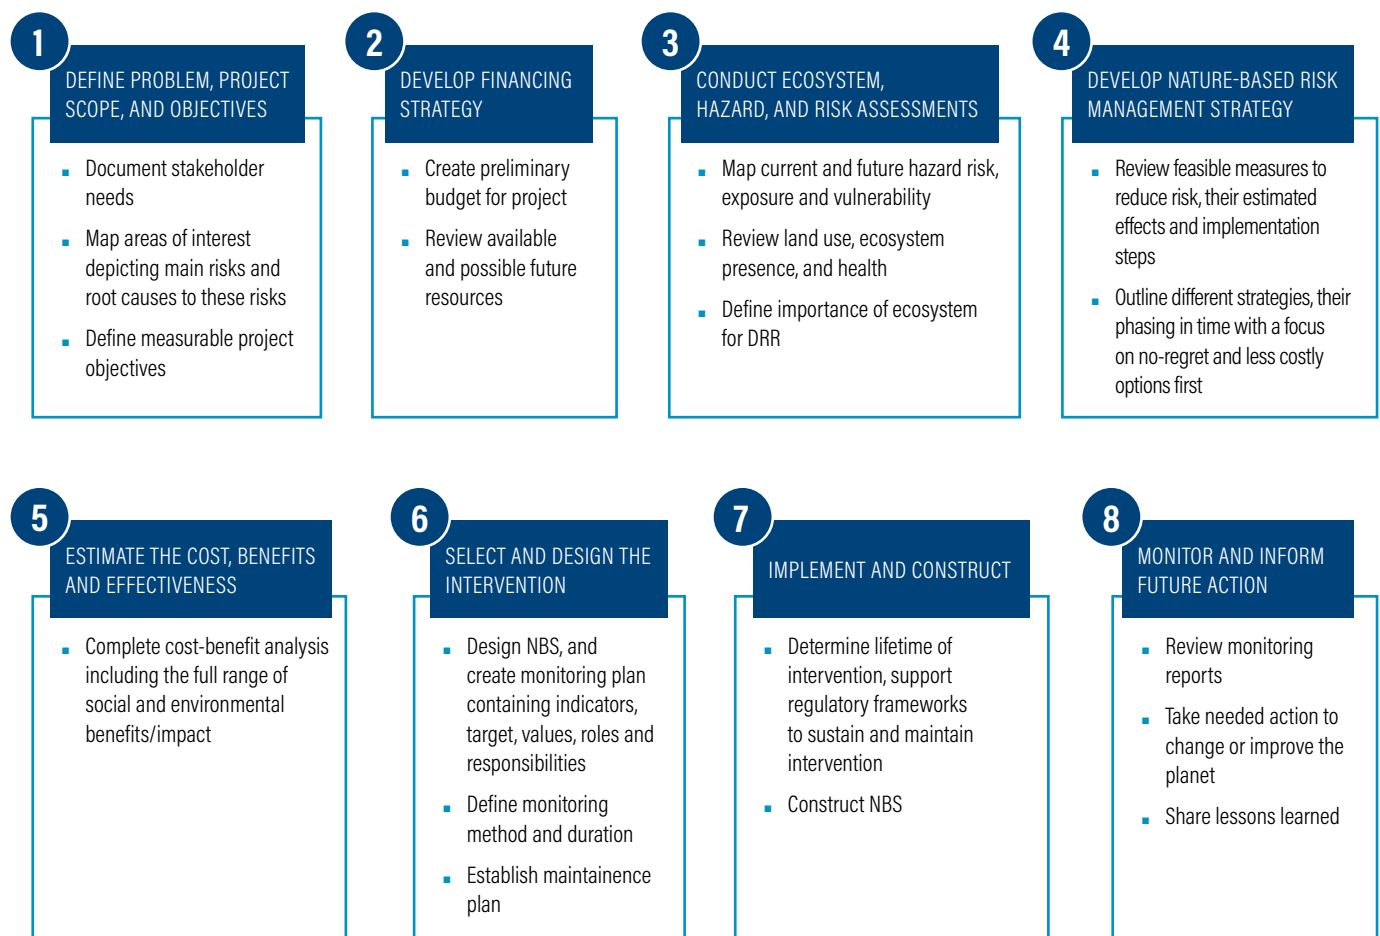 1
DEFINE PROBLEM, PROJECT
SCOPE, AND OBJECTIVES
▪ Document stakeholder
needs
▪ Map areas of interest
depicting main risks and
root causes to these risks
▪ Define measurable project
objectives
2
DEVELOP FINANCING
STRATEGY
▪ Create preliminary
budget for project
▪ Review available
and possible future
resources
3
CONDUCT ECOSYSTEM,
HAZARD, AND RISK ASSESSMENTS
▪ Map current and future hazard risk,
exposure and vulnerability
▪ Review land use, ecosystem
presence, and health
▪ Define importance of ecosystem
for DRR
4
DEVELOP NATURE-BASED RISK
MANAGEMENT STRATEGY
▪ Review feasible measures to
reduce risk, their estimated
effects and implementation
steps
▪ Outline different strategies, their
phasing in time with a focus
on no-regret and less costly
options first
5
ESTIMATE THE COST, BENEFITS
AND EFFECTIVENESS
▪ Complete cost-benefit analysis
including the full range of
social and environmental
benefits/impact
6
SELECT AND DESIGN THE
INTERVENTION
▪ Design NBS, and
create monitoring plan
containing indicators,
target, values, roles and
responsibilities
▪ Define monitoring
method and duration
▪ Establish maintainence
plan
7
IMPLEMENT AND CONSTRUCT
▪ Determine lifetime of
intervention, support
regulatory frameworks
to sustain and maintain
intervention
▪ Construct NBS
8
MONITOR AND INFORM
FUTURE ACTION
▪ Review monitoring
reports
▪ Take needed action to
change or improve the
planet
▪ Share lessons learned